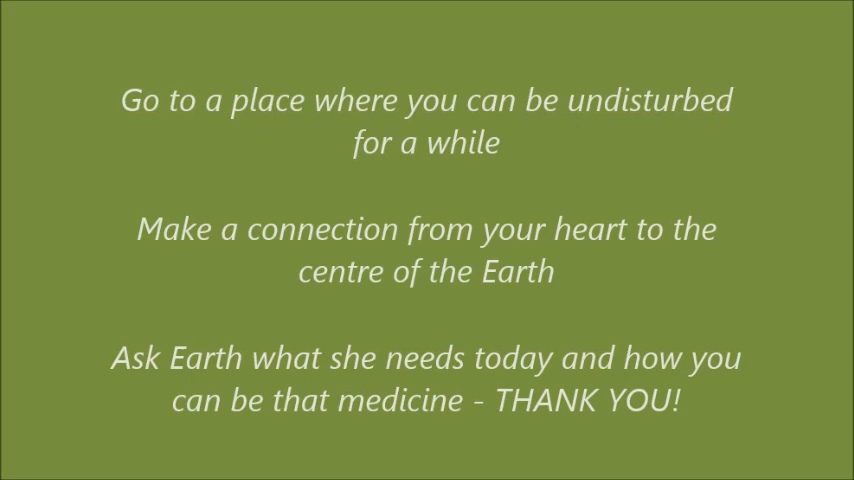 Go to a place where you can be undisturbed
for a while
Make a connection from your heart to the
centre of the Earth
Ask Earth what she needs today and how you
can be that medicine - THANK YOU!